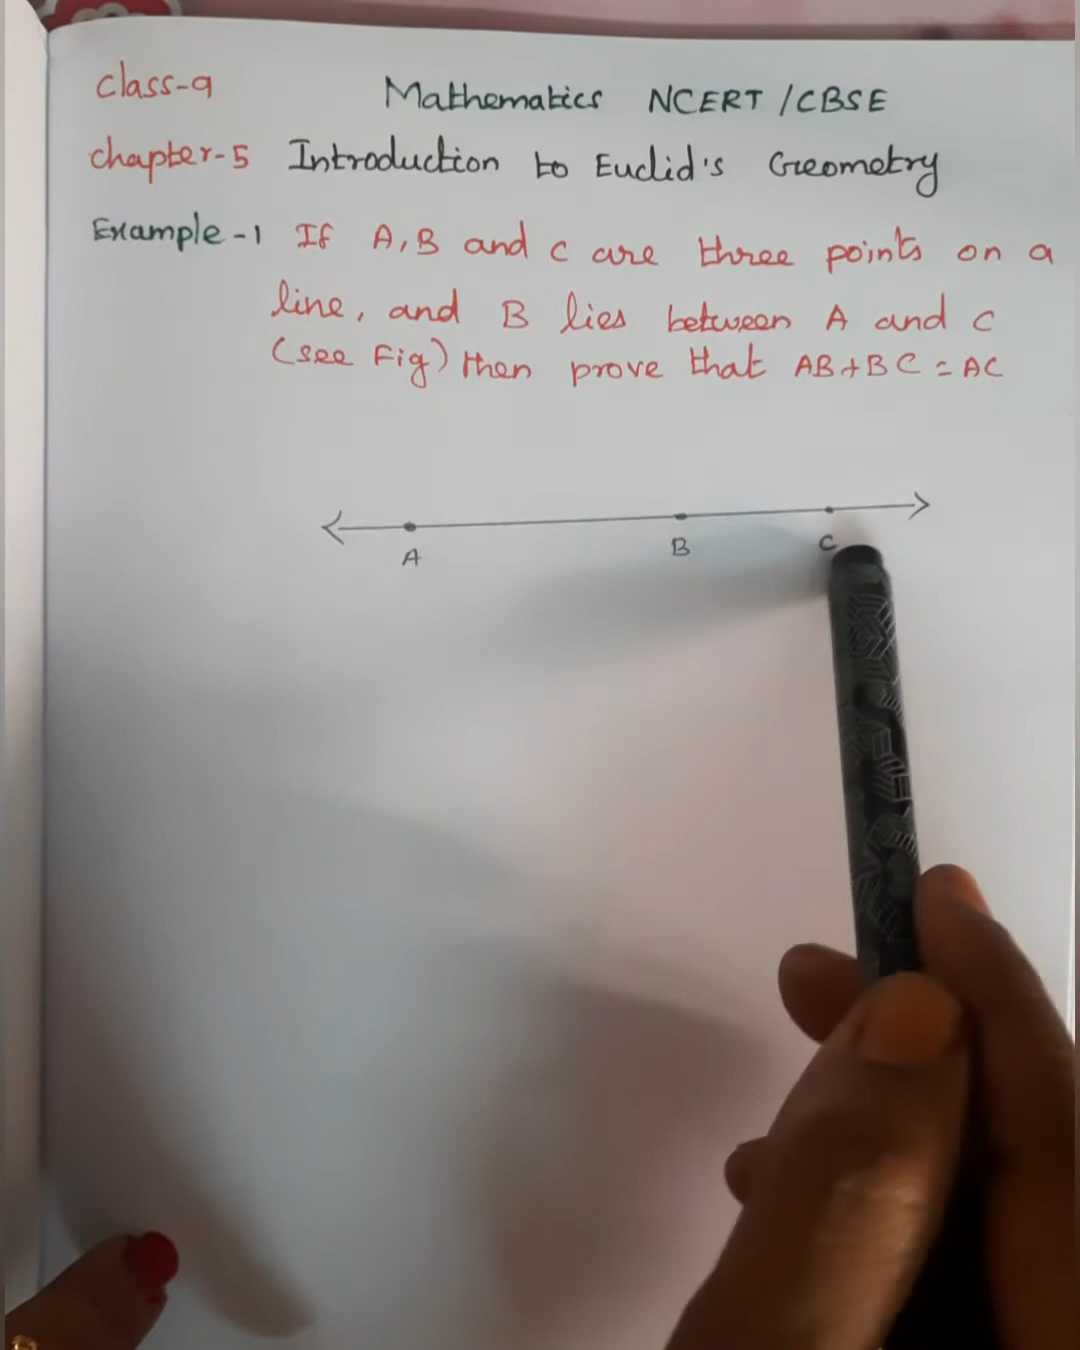 Class-9 Mathematics NCERT / CBSE
Chapter-5 Introduction to Euclid's Geometry
Example-1 If A, B and C are three points on a
line, and B lies between A and C
(see Fig) then prove that AB+BC=AC
A B C